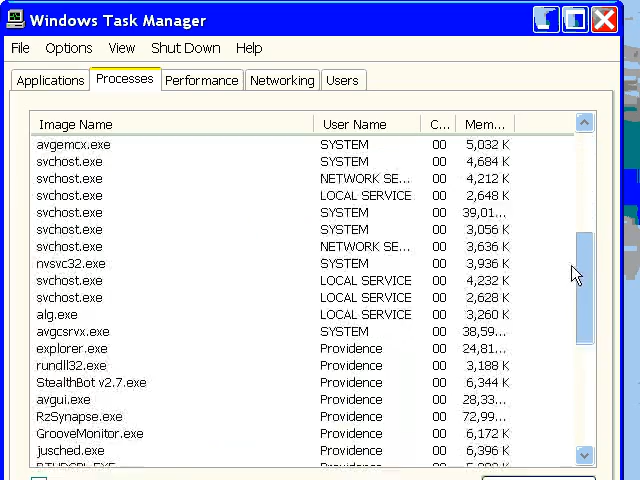 Windows Task Manager
File Options View Shut Down Help
Applications Processes Performance Networking Users
Image Name User Name C... Mem...
avgemcx.exe SYSTEM 00 5,032 K
svchost.exe SYSTEM 00 4,684 K
svchost.exe NETWORK SE... 00 4,212 K
svchost.exe LOCAL SERVICE 00 2,648 K
svchost.exe SYSTEM 00 39,01...
svchost.exe SYSTEM 00 3,056 K
svchost.exe NETWORK SE... 00 3,636 K
nvsvc32.exe SYSTEM 00 3,936 K
svchost.exe LOCAL SERVICE 00 4,232 K
svchost.exe LOCAL SERVICE 00 2,628 K
alg.exe LOCAL SERVICE 00 3,260 K
avgcsrvx.exe SYSTEM 00 38,59...
explorer.exe Providence 00 24,81...
rundll32.exe Providence 00 3,188 K
StealthBot v2.7.exe Providence 00 6,344 K
avgui.exe Providence 00 28,33...
RzSynapse.exe Providence 00 72,99...
GrooveMonitor.exe Providence 00 6,172 K
jusched.exe Providence 00 6,396 K
Providence 00